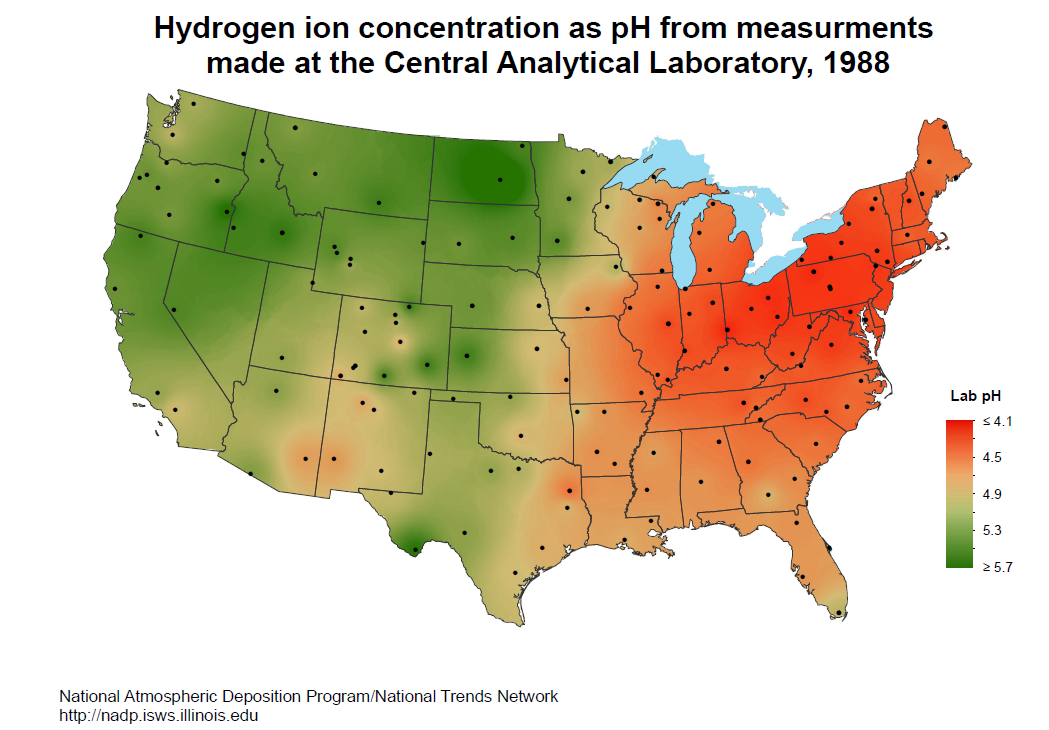 Hydrogen ion concentration as pH from measurments
made at the Central Analytical Laboratory, 1988
Lab pH
≤ 4.1
4.5
4.9
5.3
≥ 5.7
National Atmospheric Deposition Program/National Trends Network
http://nadp.isws.illinois.edu